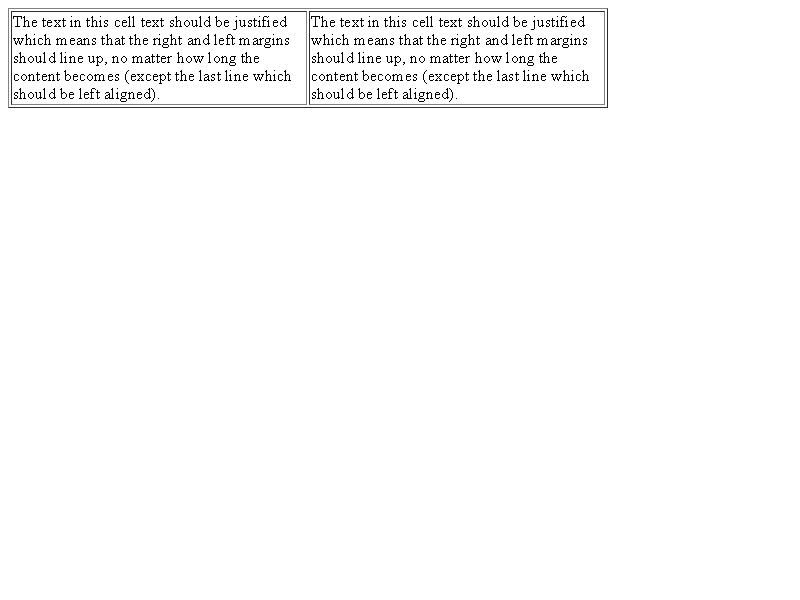 The text in this cell text should be justified
which means that the right and left margins
should line up, no matter how long the
content becomes (except the last line which
should be left aligned).
The text in this cell text should be justified
which means that the right and left margins
should line up, no matter how long the
content becomes (except the last line which
should be left aligned).